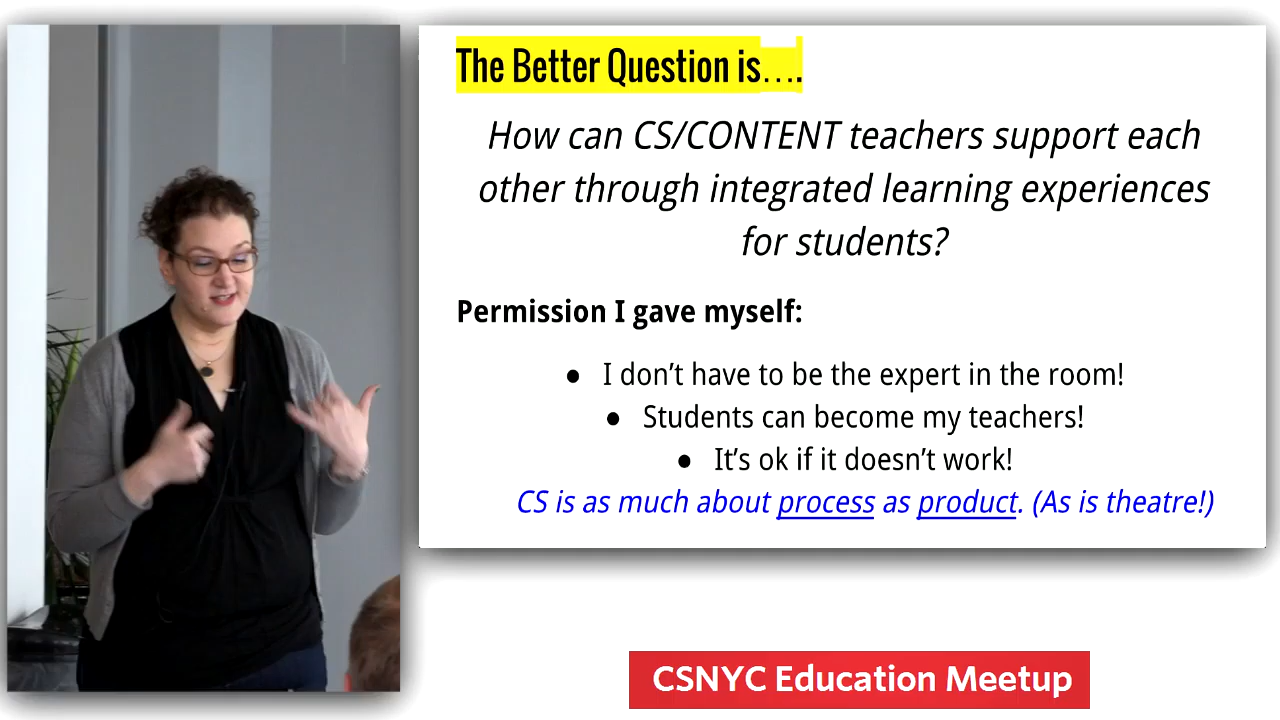 The Better Question is….
How can CS/CONTENT teachers support each
other through integrated learning experiences
for students?
Permission I gave myself:
● I don’t have to be the expert in the room!
● Students can become my teachers!
● It’s ok if it doesn’t work!
CS is as much about process as product. (As is theatre!)
CSNYC Education Meetup